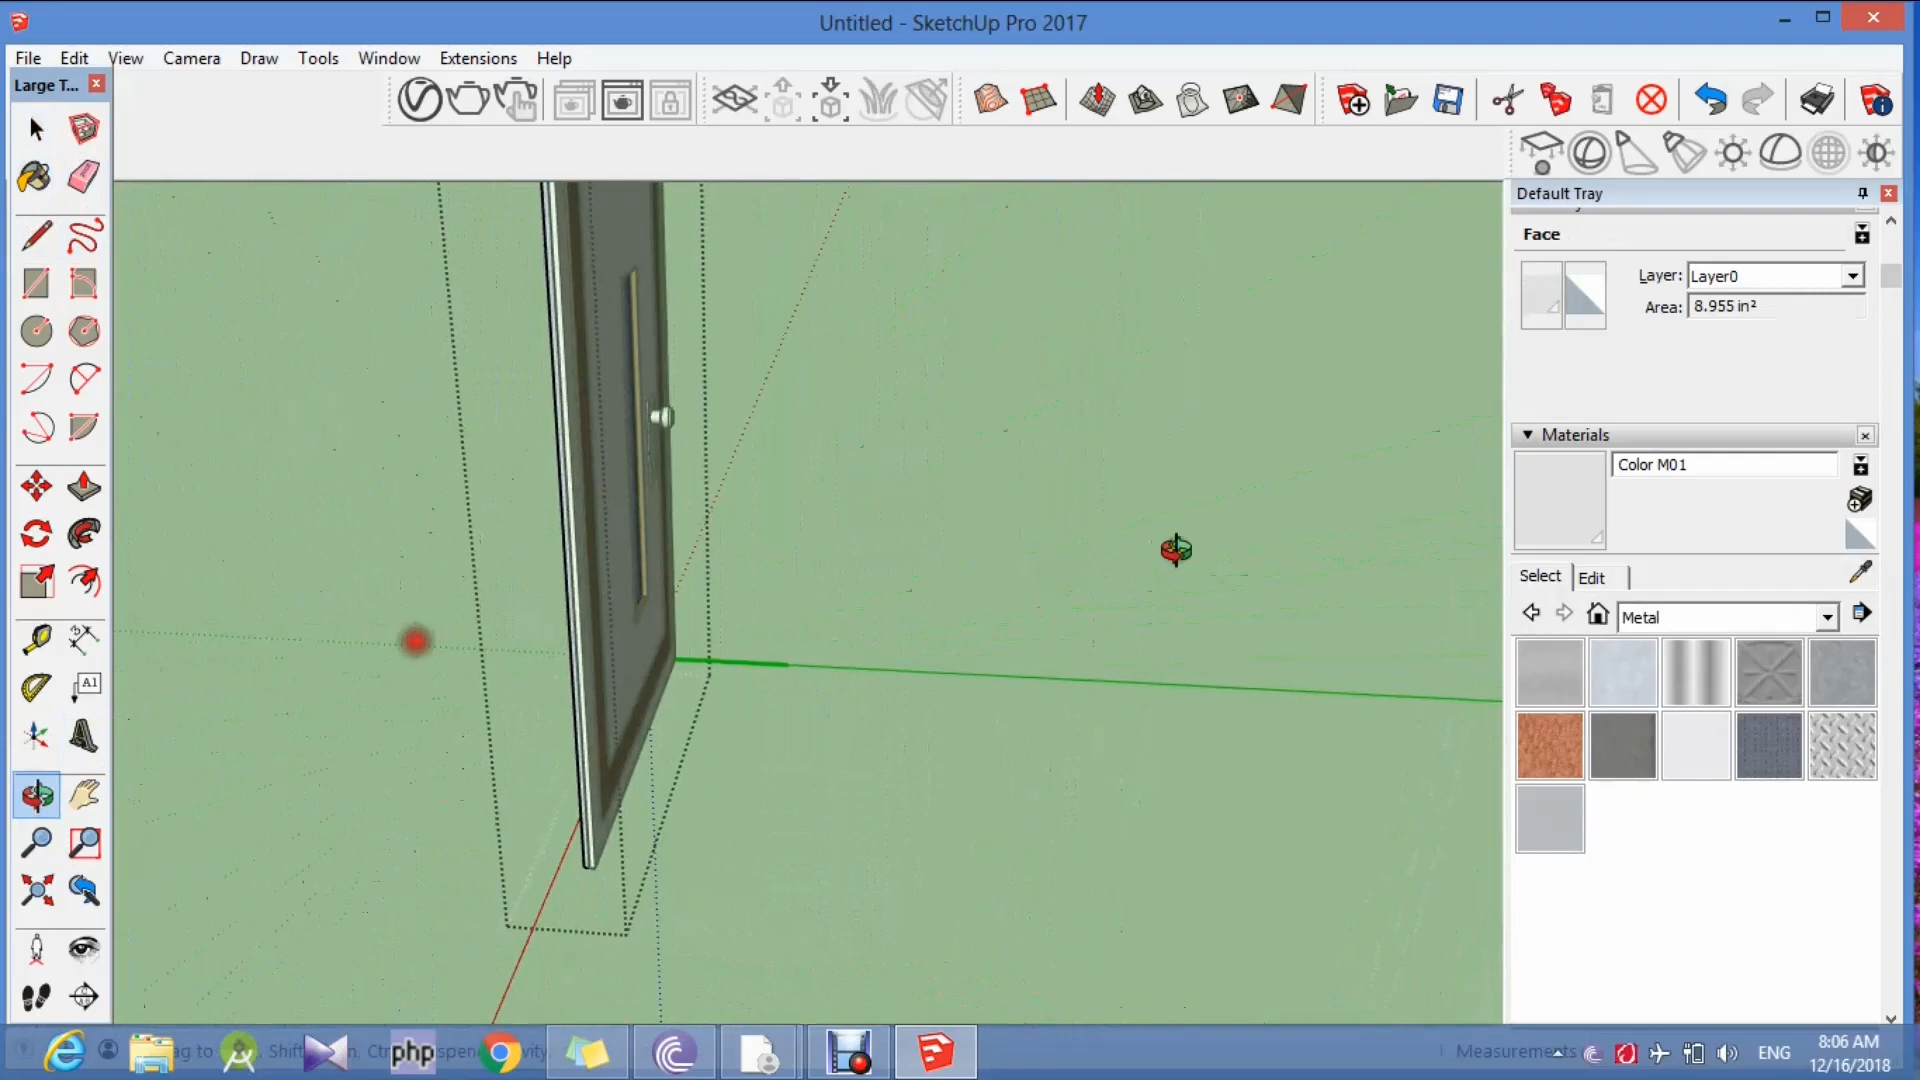 Untitled - SketchUp Pro 2017
File Edit View Camera Draw Tools Window Extensions Help
Large T...
Default Tray
Face
Layer: Layer0
Area: 8.955 in²
Materials
Color M01
Select Edit
Metal
A1
php
Measurements
ENG
8:06 AM
12/16/2018